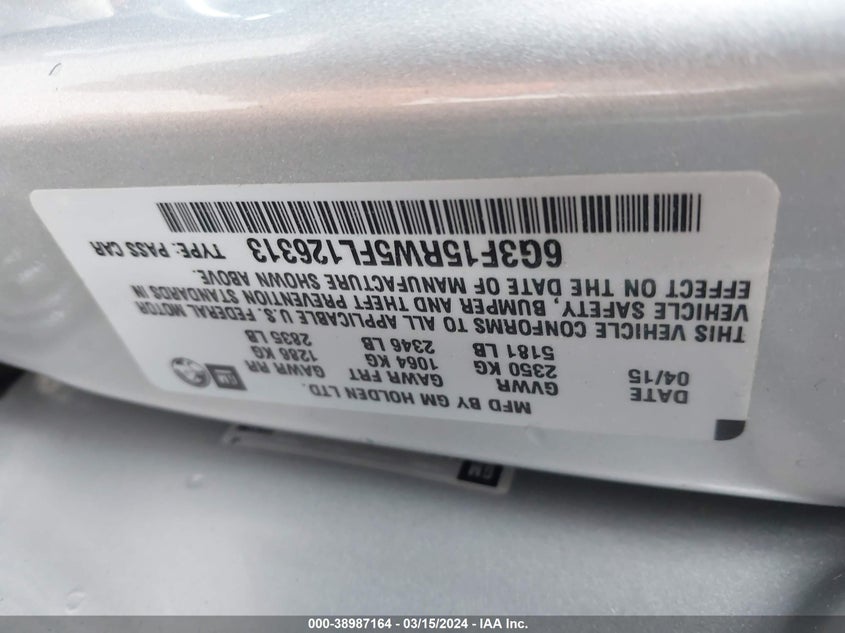 MFD BY GM HOLDEN LTD.
DATE GVWR GAWR FRT GAWR RR
04/15 2350 KG 1064 KG 1286 KG
5181 LB 2346 LB 2835 LB
GM
THIS VEHICLE CONFORMS TO ALL APPLICABLE U.S. FEDERAL MOTOR
VEHICLE SAFETY, BUMPER AND THEFT PREVENTION STANDARDS IN
EFFECT ON THE DATE OF MANUFACTURE SHOWN ABOVE.
6G3F15RW5FL126313 TYPE: PASS CAR
GM
000-38987164 - 03/15/2024 - IAA Inc.